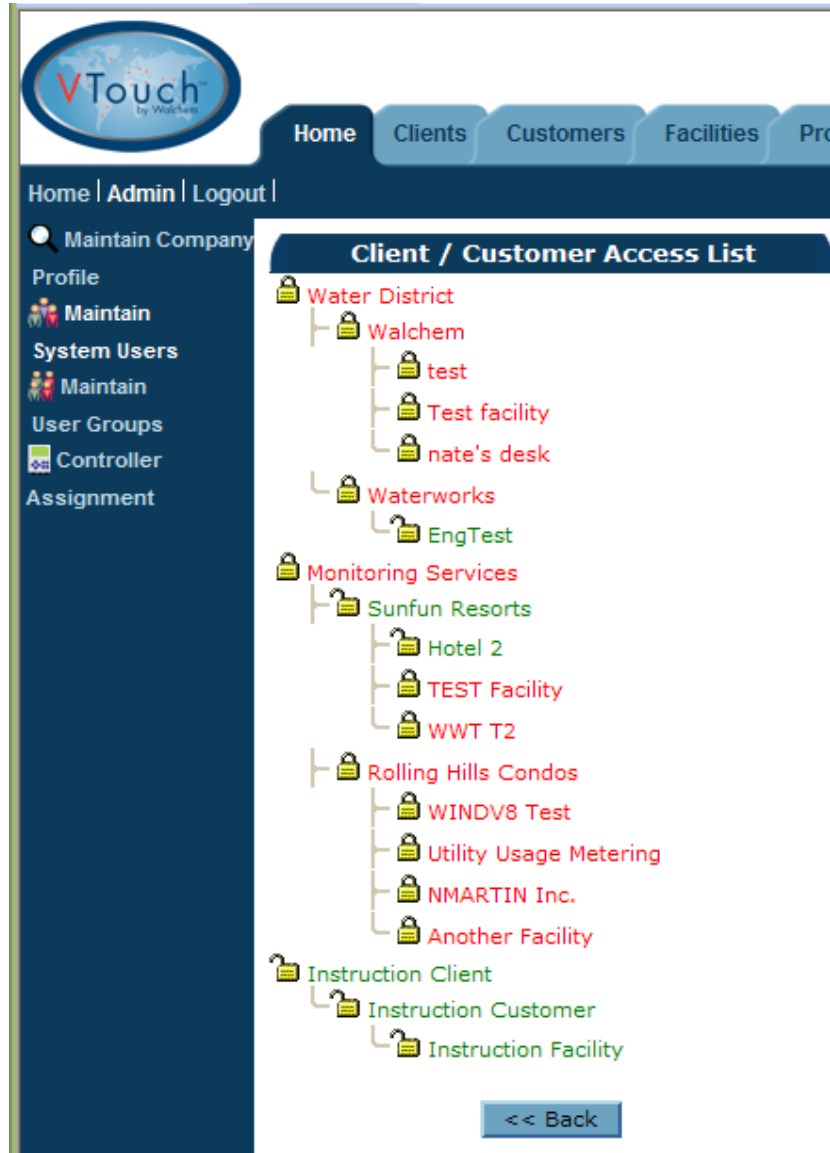 VTouch™
by Walchem
Home Clients Customers Facilities Pro
Home | Admin | Logout |
Maintain Company
Profile
Maintain
System Users
Maintain
User Groups
Controller
Assignment
Client / Customer Access List
Water District
Walchem
test
Test facility
nate's desk
Waterworks
EngTest
Monitoring Services
Sunfun Resorts
Hotel 2
TEST Facility
WWT T2
Rolling Hills Condos
WINDV8 Test
Utility Usage Metering
NMARTIN Inc.
Another Facility
Instruction Client
Instruction Customer
Instruction Facility
<< Back